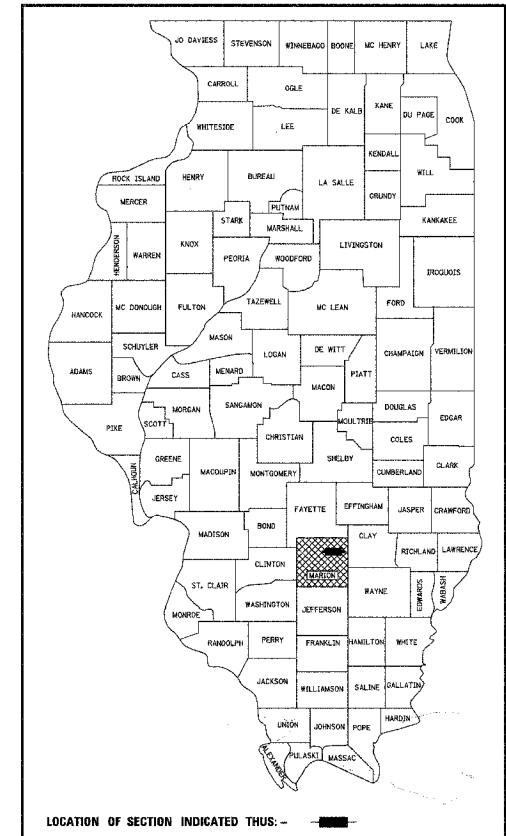 JO DAVIESS STEVENSON WINNEBAGO BOONE MC HENRY LAKE
CARROLL OGLE
DE KALB KANE DU PAGE COOK
WHITESIDE LEE
KENDALL WILL
ROCK ISLAND HENRY BUREAU LA SALLE GRUNDY
MERCER PUTNAM
STARK MARSHALL KANKAKEE
HENDERSON WARREN KNOX LIVINGSTON
PEORIA WOODFORD IROQUOIS
TAZEWELL FORD
HANCOCK MC DONOUGH FULTON MC LEAN
MASON
SCHUYLER LOGAN DE WITT CHAMPAIGN VERMILION
ADAMS BROWN CASS MENARD PIATT
MACON
MORGAN SANGAMON DOUGLAS
PIKE SCOTT MOULTRIE EDGAR
CHRISTIAN COLES
GREENE SHELBY
CALHOUN MACOUPIN MONTGOMERY CUMBERLAND CLARK
JERSEY
FAYETTE EFFINGHAM JASPER CRAWFORD
MADISON BOND
CLAY
CLINTON RICHLAND LAWRENCE
MARION
ST. CLAIR WAYNE EDWARDS WABASH
WASHINGTON JEFFERSON
MONROE
RANDOLPH PERRY FRANKLIN HAMILTON WHITE
JACKSON WILLIAMSON SALINE GALLATIN
UNION JOHNSON POPE HARDIN
ALEXANDER PULASKI MASSAC
LOCATION OF SECTION INDICATED THUS: -